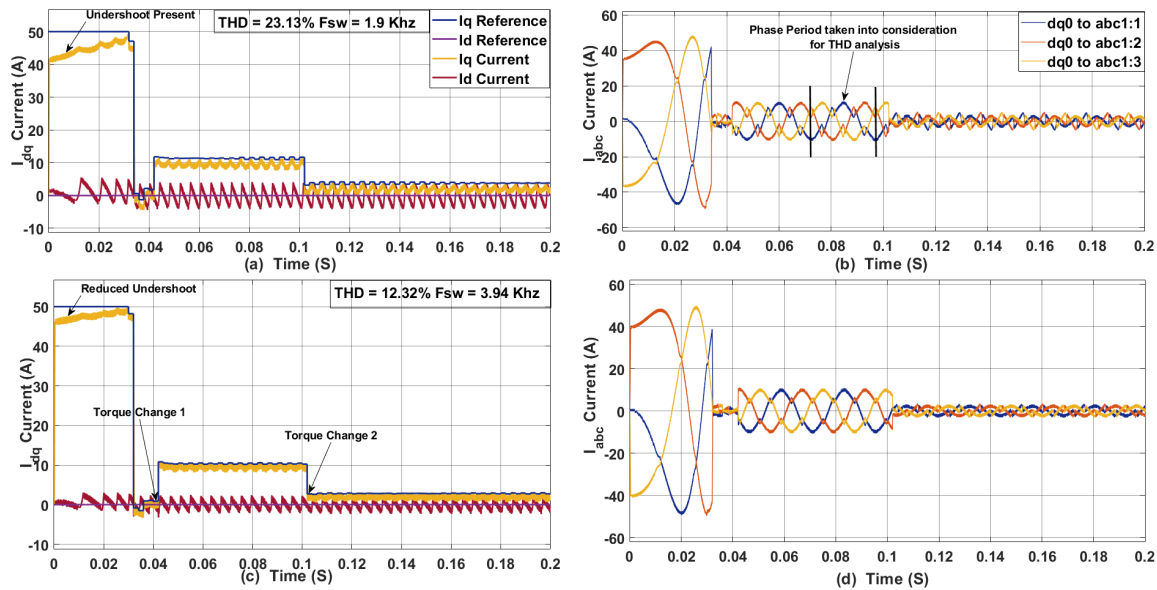 Undershoot Present
THD = 23.13% Fsw = 1.9 Khz
Iq Reference
Id Reference
Iq Current
Id Current
I_dq Current (A)
50
40
30
20
10
0
-10
0 0.02 0.04 0.06 0.08 0.1 0.12 0.14 0.16 0.18 0.2
(a) Time (S)
Phase Period taken into consideration
for THD analysis
dq0 to abc1:1
dq0 to abc1:2
dq0 to abc1:3
I_abc Current (A)
60
40
20
0
-20
-40
-60
0 0.02 0.04 0.06 0.08 0.1 0.12 0.14 0.16 0.18 0.2
(b) Time (S)
Reduced Undershoot
THD = 12.32% Fsw = 3.94 Khz
Torque Change 1
Torque Change 2
I_dq Current (A)
50
40
30
20
10
0
-10
0 0.02 0.04 0.06 0.08 0.1 0.12 0.14 0.16 0.18 0.2
(c) Time (S)
I_abc Current (A)
60
40
20
0
-20
-40
-60
0 0.02 0.04 0.06 0.08 0.1 0.12 0.14 0.16 0.18 0.2
(d) Time (S)